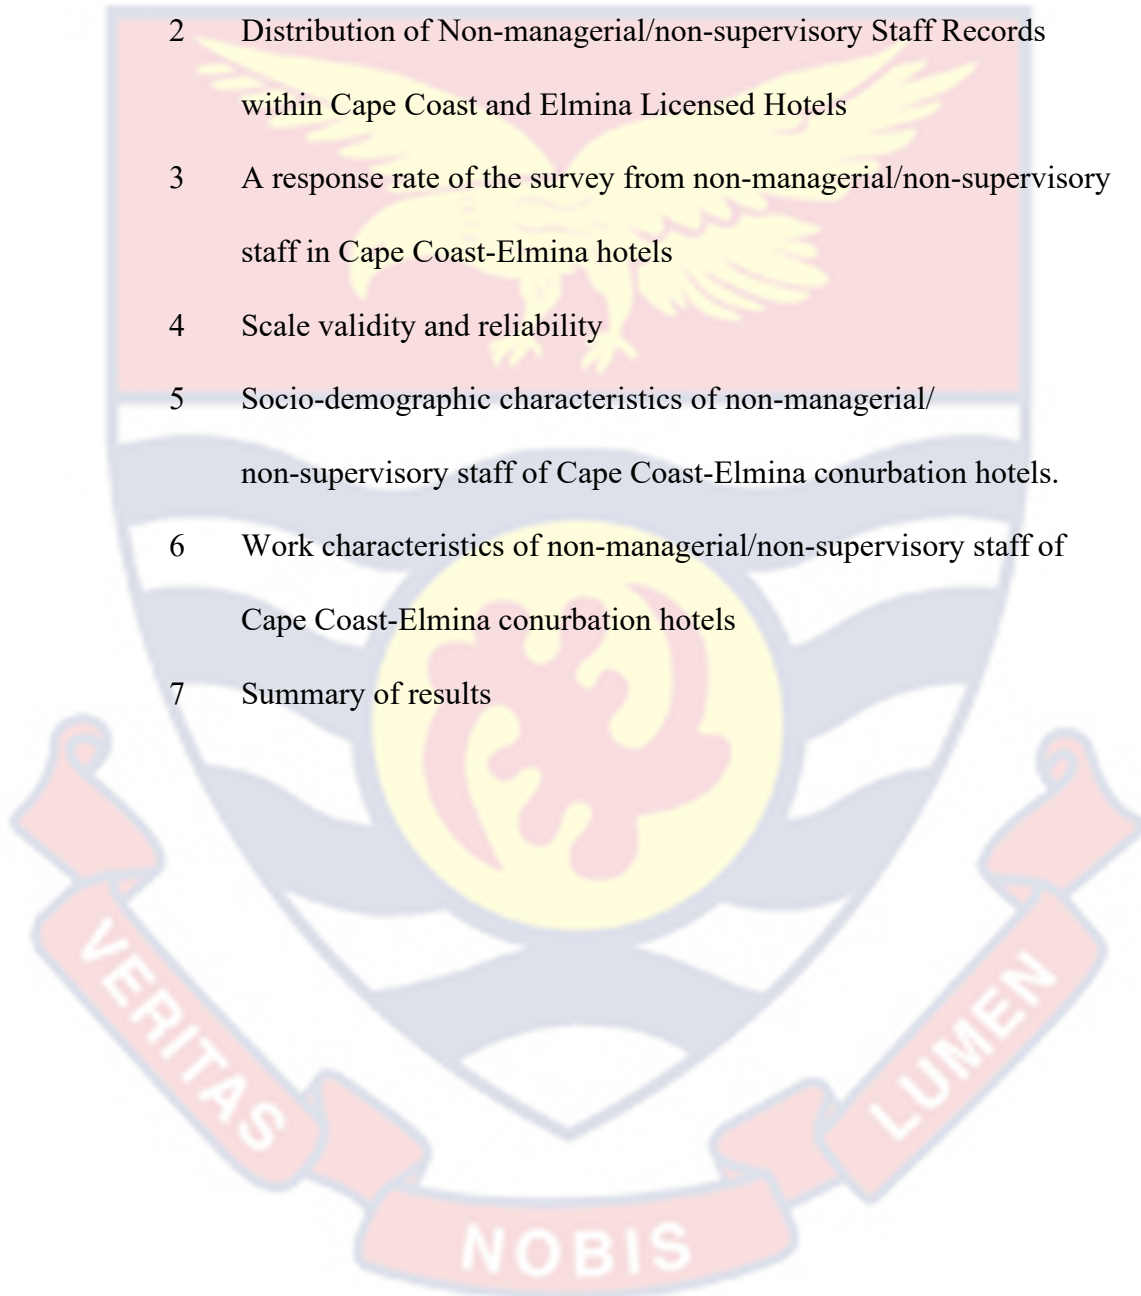 2 Distribution of Non-managerial/non-supervisory Staff Records
within Cape Coast and Elmina Licensed Hotels
3 A response rate of the survey from non-managerial/non-supervisory
staff in Cape Coast-Elmina hotels
4 Scale validity and reliability
5 Socio-demographic characteristics of non-managerial/
non-supervisory staff of Cape Coast-Elmina conurbation hotels.
6 Work characteristics of non-managerial/non-supervisory staff of
Cape Coast-Elmina conurbation hotels
7 Summary of results
VERITAS
NOBIS
LUMEN